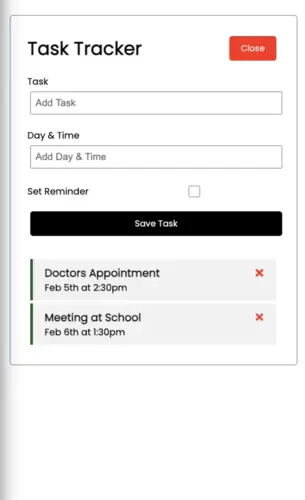 Task Tracker
Close
Task
Add Task
Day & Time
Add Day & Time
Set Reminder
Save Task
Doctors Appointment
Feb 5th at 2:30pm
Meeting at School
Feb 6th at 1:30pm